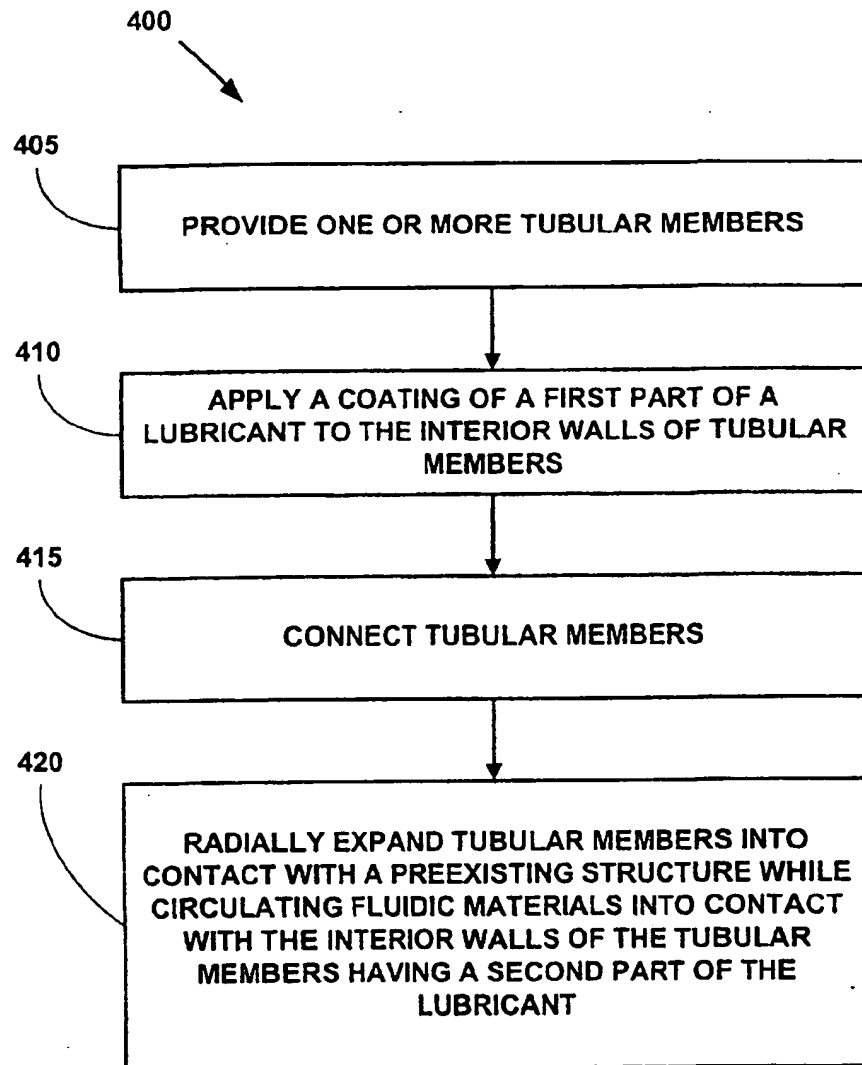 400
405
PROVIDE ONE OR MORE TUBULAR MEMBERS
410
APPLY A COATING OF A FIRST PART OF A
LUBRICANT TO THE INTERIOR WALLS OF TUBULAR
MEMBERS
415
CONNECT TUBULAR MEMBERS
420
RADIALLY EXPAND TUBULAR MEMBERS INTO
CONTACT WITH A PREEXISTING STRUCTURE WHILE
CIRCULATING FLUIDIC MATERIALS INTO CONTACT
WITH THE INTERIOR WALLS OF THE TUBULAR
MEMBERS HAVING A SECOND PART OF THE
LUBRICANT